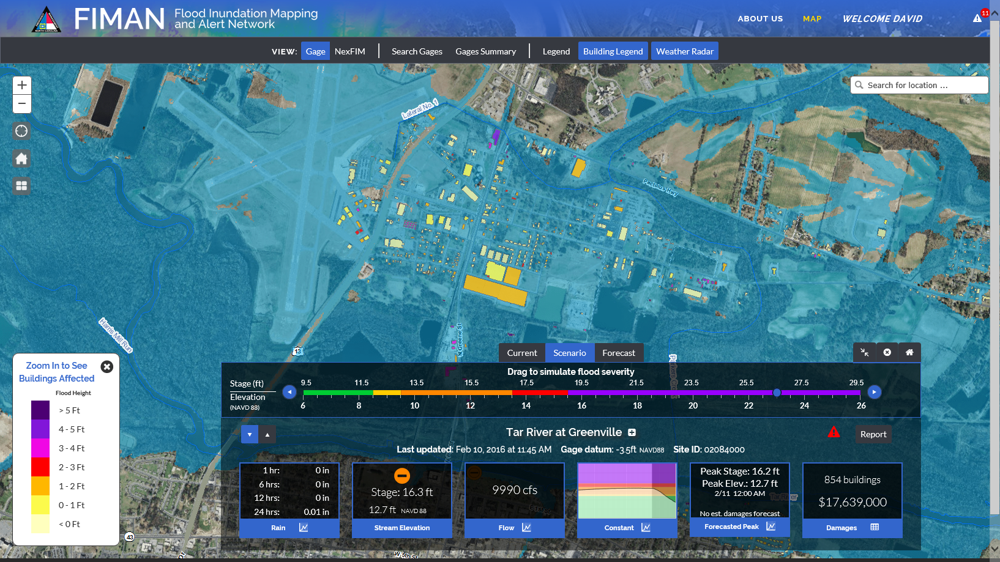 FIMAN
Flood Inundation Mapping
and Alert Network
NORTH CAROLINA
ABOUT US
MAP
WELCOME DAVID
11
VIEW:
Gage
NexFIM
Search Gages
Gages Summary
Legend
Building Legend
Weather Radar
Search for location ...
Lateral No. 1
Pactolus Hwy
Harris Mill Run
13
N Greene St
Zoom In to See
Buildings Affected
Flood Height
> 5 Ft
4 - 5 Ft
3 - 4 Ft
2 - 3 Ft
1 - 2 Ft
0 - 1 Ft
< 0 Ft
43
Current
Scenario
Forecast
Drag to simulate flood severity
Stage (ft)
9.5 11.5 13.5 15.5 17.5 19.5 21.5 23.5 25.5 27.5 29.5
Elevation
(NAVD 88)
6 8 10 12 14 16 18 20 22 24 26
Tar River at Greenville
Report
Last updated: Feb 10, 2016 at 11:45 AM Gage datum: -3.5ft NAVD88 Site ID: 02084000
1 hr: 0 in
6 hrs: 0 in
12 hrs: 0 in
24 hrs: 0.01 in
Rain
Stage: 16.3 ft
12.7 ft NAVD 88
Stream Elevation
9990 cfs
Flow
Constant
Peak Stage: 16.2 ft
Peak Elev.: 12.7 ft
2/11 12:00 AM
No est. damages forecast
Forecasted Peak
Tar River
854 buildings
$17,639,000
Damages
E 1st St
W 5th St
Dr